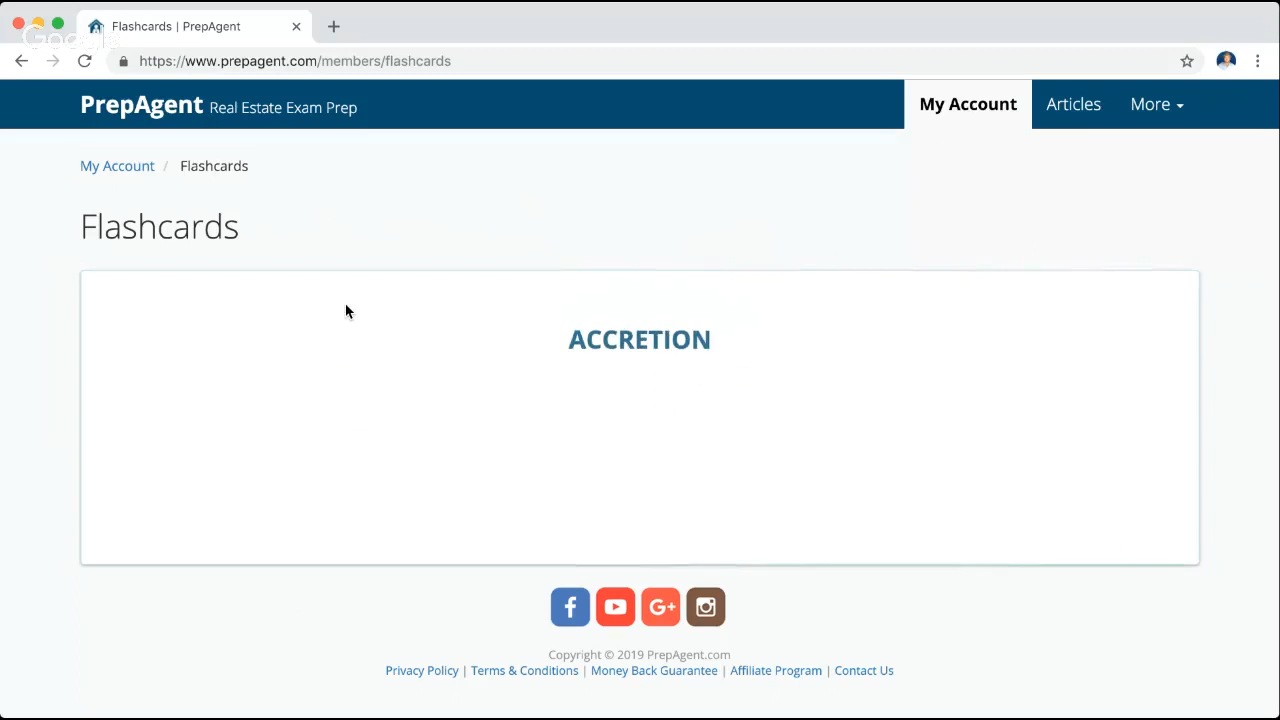 Flashcards | PrepAgent
https://www.prepagent.com/members/flashcards
PrepAgent Real Estate Exam Prep
My Account
Articles
More
My Account / Flashcards
Flashcards
ACCRETION
Copyright © 2019 PrepAgent.com
Privacy Policy | Terms & Conditions | Money Back Guarantee | Affiliate Program | Contact Us